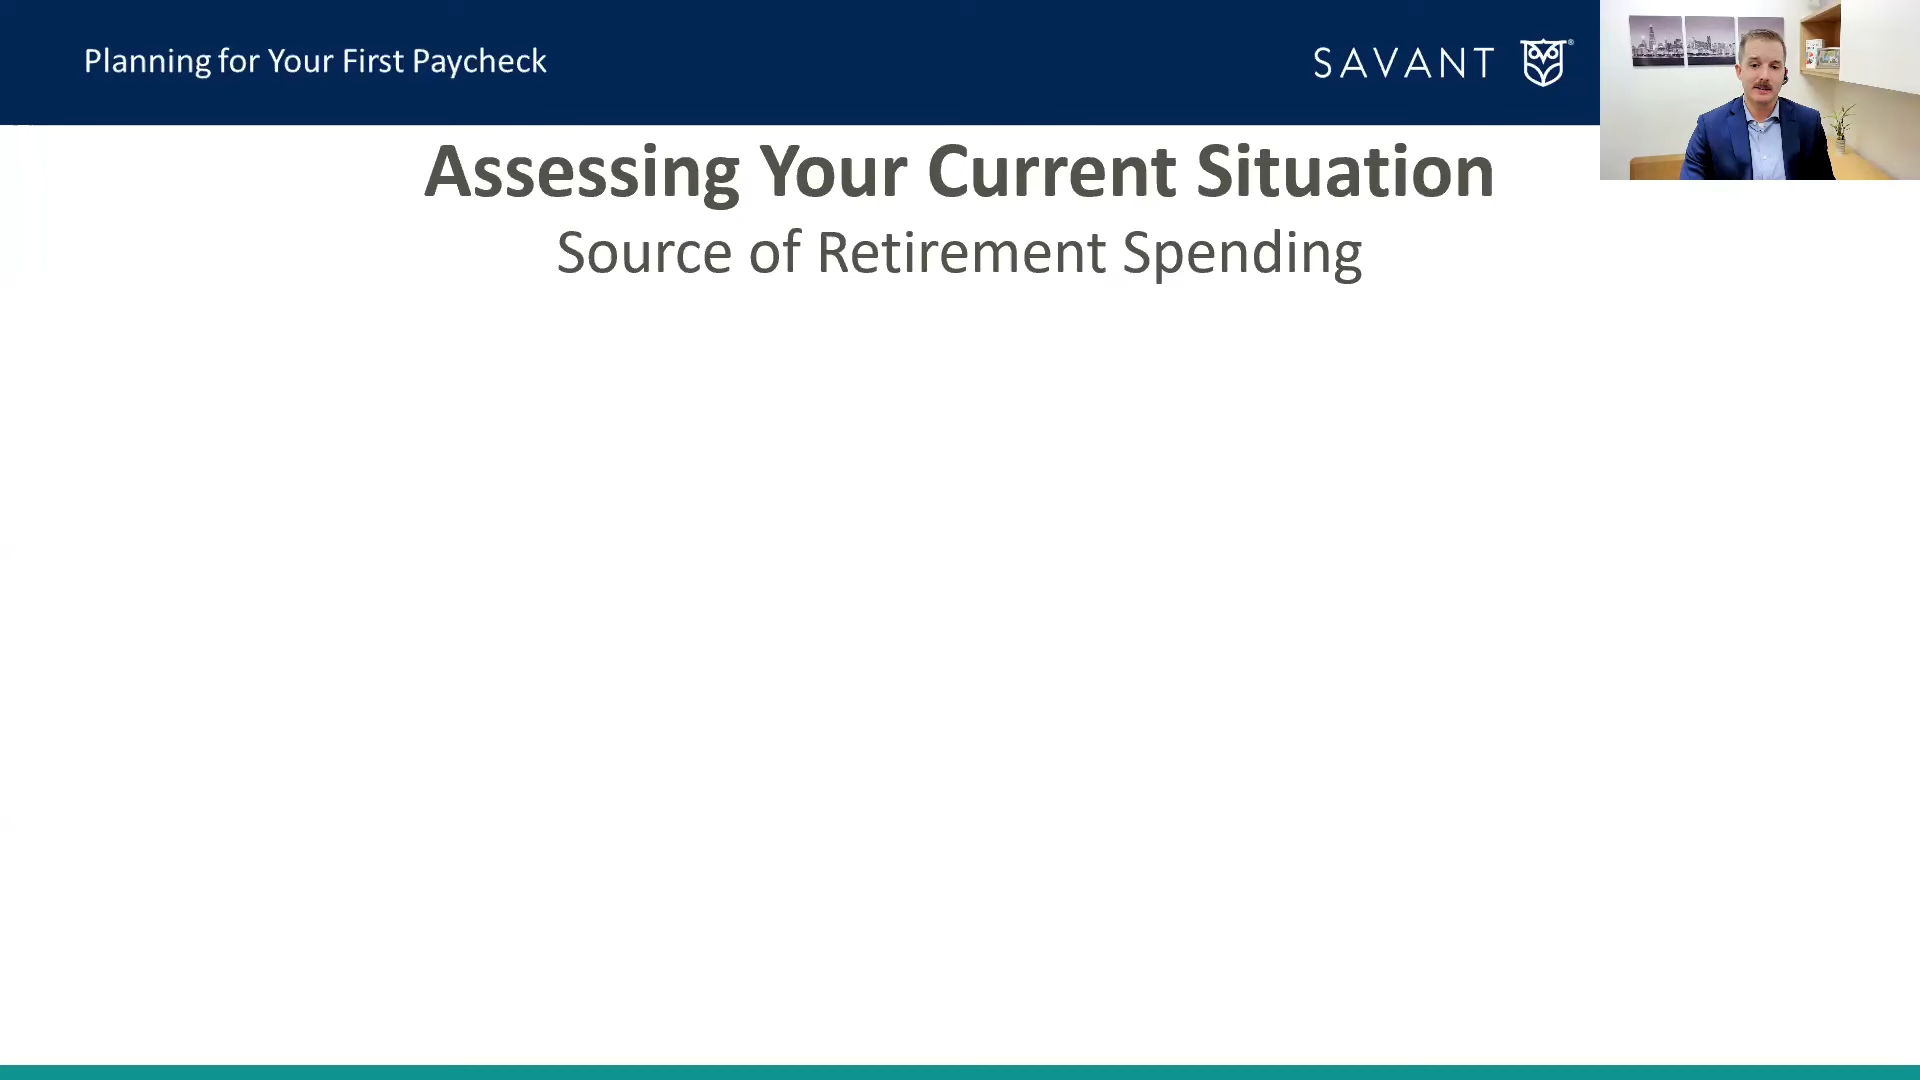 Planning for Your First Paycheck
SAVANT
Assessing Your Current Situation
Source of Retirement Spending